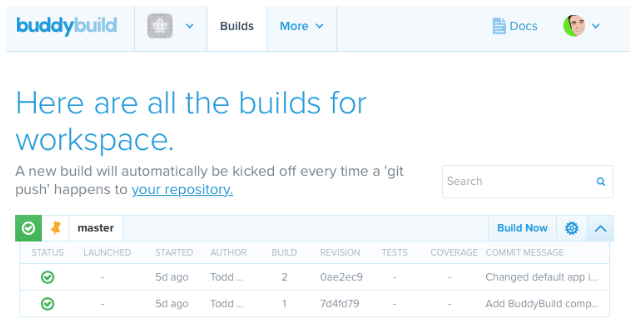 buddybuild Builds More Docs
Here are all the builds for
workspace.
A new build will automatically be kicked off every time a 'git
push' happens to your repository.
Search
master Build Now
STATUS LAUNCHED STARTED AUTHOR BUILD REVISION TESTS COVERAGE COMMIT MESSAGE
- 5d ago Todd ... 2 0ae2ec9 - - Changed default app i...
- 5d ago Todd ... 1 7d4fd79 - - Add BuddyBuild comp...